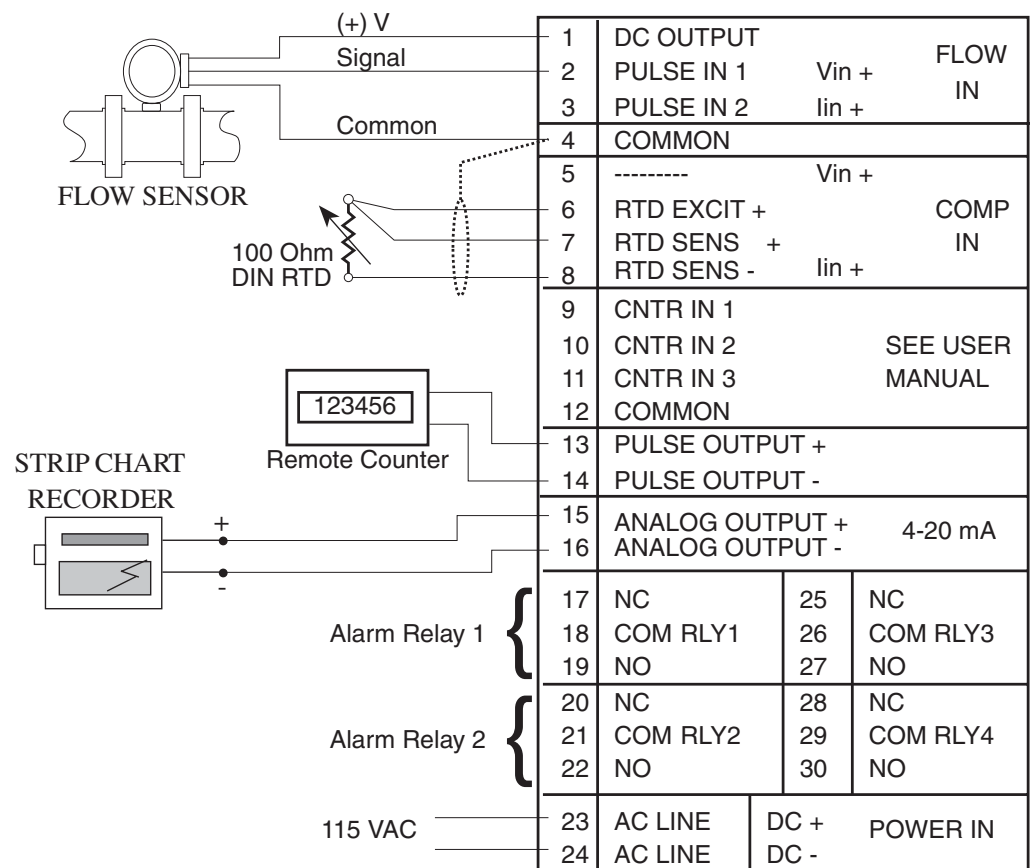 (+) V
Signal
Common
FLOW SENSOR
100 Ohm
DIN RTD
123456
Remote Counter
STRIP CHART
RECORDER
+
-
Alarm Relay 1 {
Alarm Relay 2 {
115 VAC
1 DC OUTPUT
FLOW
2 PULSE IN 1 Vin +
IN
3 PULSE IN 2 Iin +
4 COMMON
5 --------- Vin +
6 RTD EXCIT + COMP
7 RTD SENS + IN
8 RTD SENS - Iin +
9 CNTR IN 1
10 CNTR IN 2 SEE USER
11 CNTR IN 3 MANUAL
12 COMMON
13 PULSE OUTPUT +
14 PULSE OUTPUT -
15 ANALOG OUTPUT + 4-20 mA
16 ANALOG OUTPUT -
17 NC 25 NC
18 COM RLY1 26 COM RLY3
19 NO 27 NO
20 NC 28 NC
21 COM RLY2 29 COM RLY4
22 NO 30 NO
23 AC LINE DC + POWER IN
24 AC LINE DC -